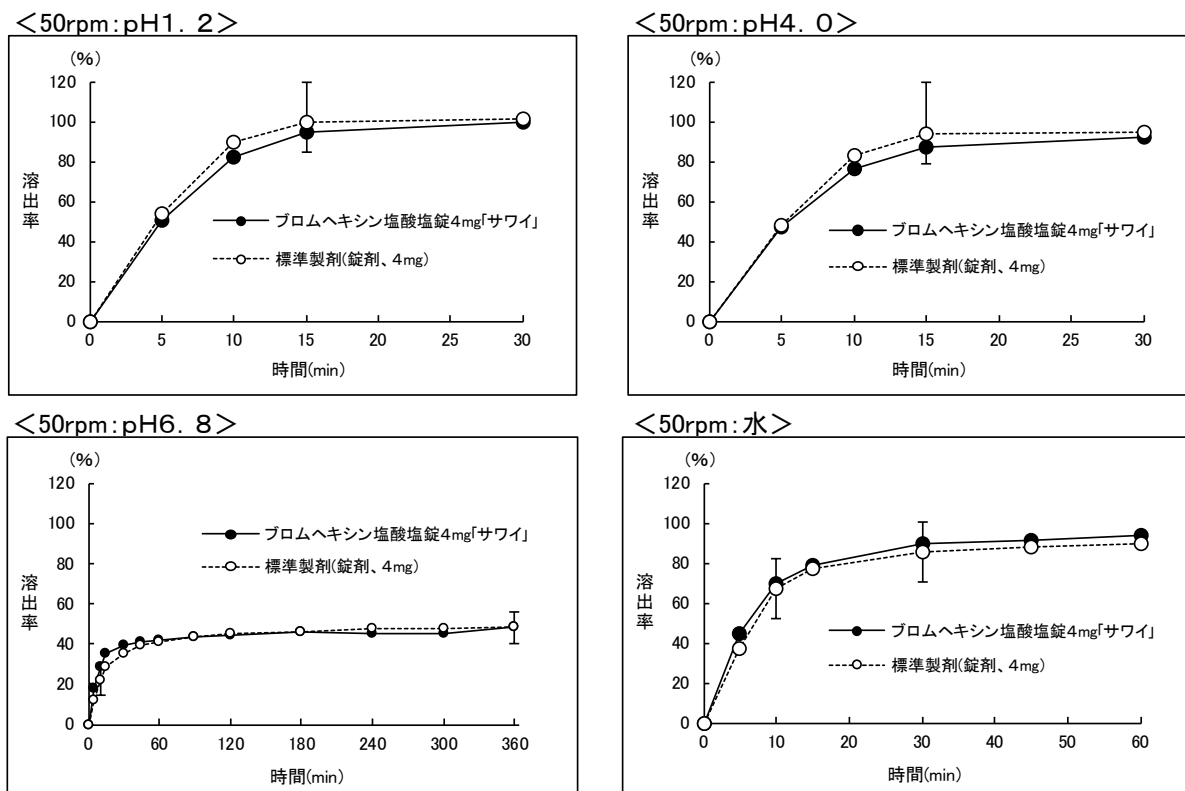 ＜50rpm：pH1．2＞
(%)
120
100
80
60
40
20
0
溶出率
ブロムヘキシン塩酸塩錠4mg「サワイ」
標準製剤(錠剤、4mg)
0 5 10 15 20 25 30
時間(min)
＜50rpm：pH4．0＞
(%)
120
100
80
60
40
20
0
溶出率
ブロムヘキシン塩酸塩錠4mg「サワイ」
標準製剤(錠剤、4mg)
0 5 10 15 20 25 30
時間(min)
＜50rpm：pH6．8＞
(%)
120
100
80
60
40
20
0
溶出率
ブロムヘキシン塩酸塩錠4mg「サワイ」
標準製剤(錠剤、4mg)
0 60 120 180 240 300 360
時間(min)
＜50rpm：水＞
(%)
120
100
80
60
40
20
0
溶出率
ブロムヘキシン塩酸塩錠4mg「サワイ」
標準製剤(錠剤、4mg)
0 10 20 30 40 50 60
時間(min)